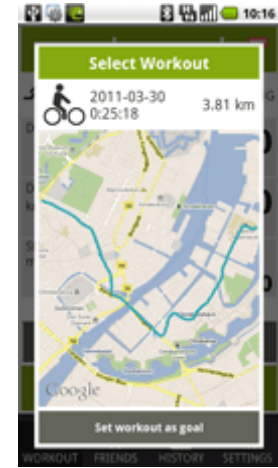 10:16
Select Workout
2011-03-30
0:25:18
3.81 km
Google
Set workout as goal
WORKOUT FRIENDS HISTORY SETTINGS